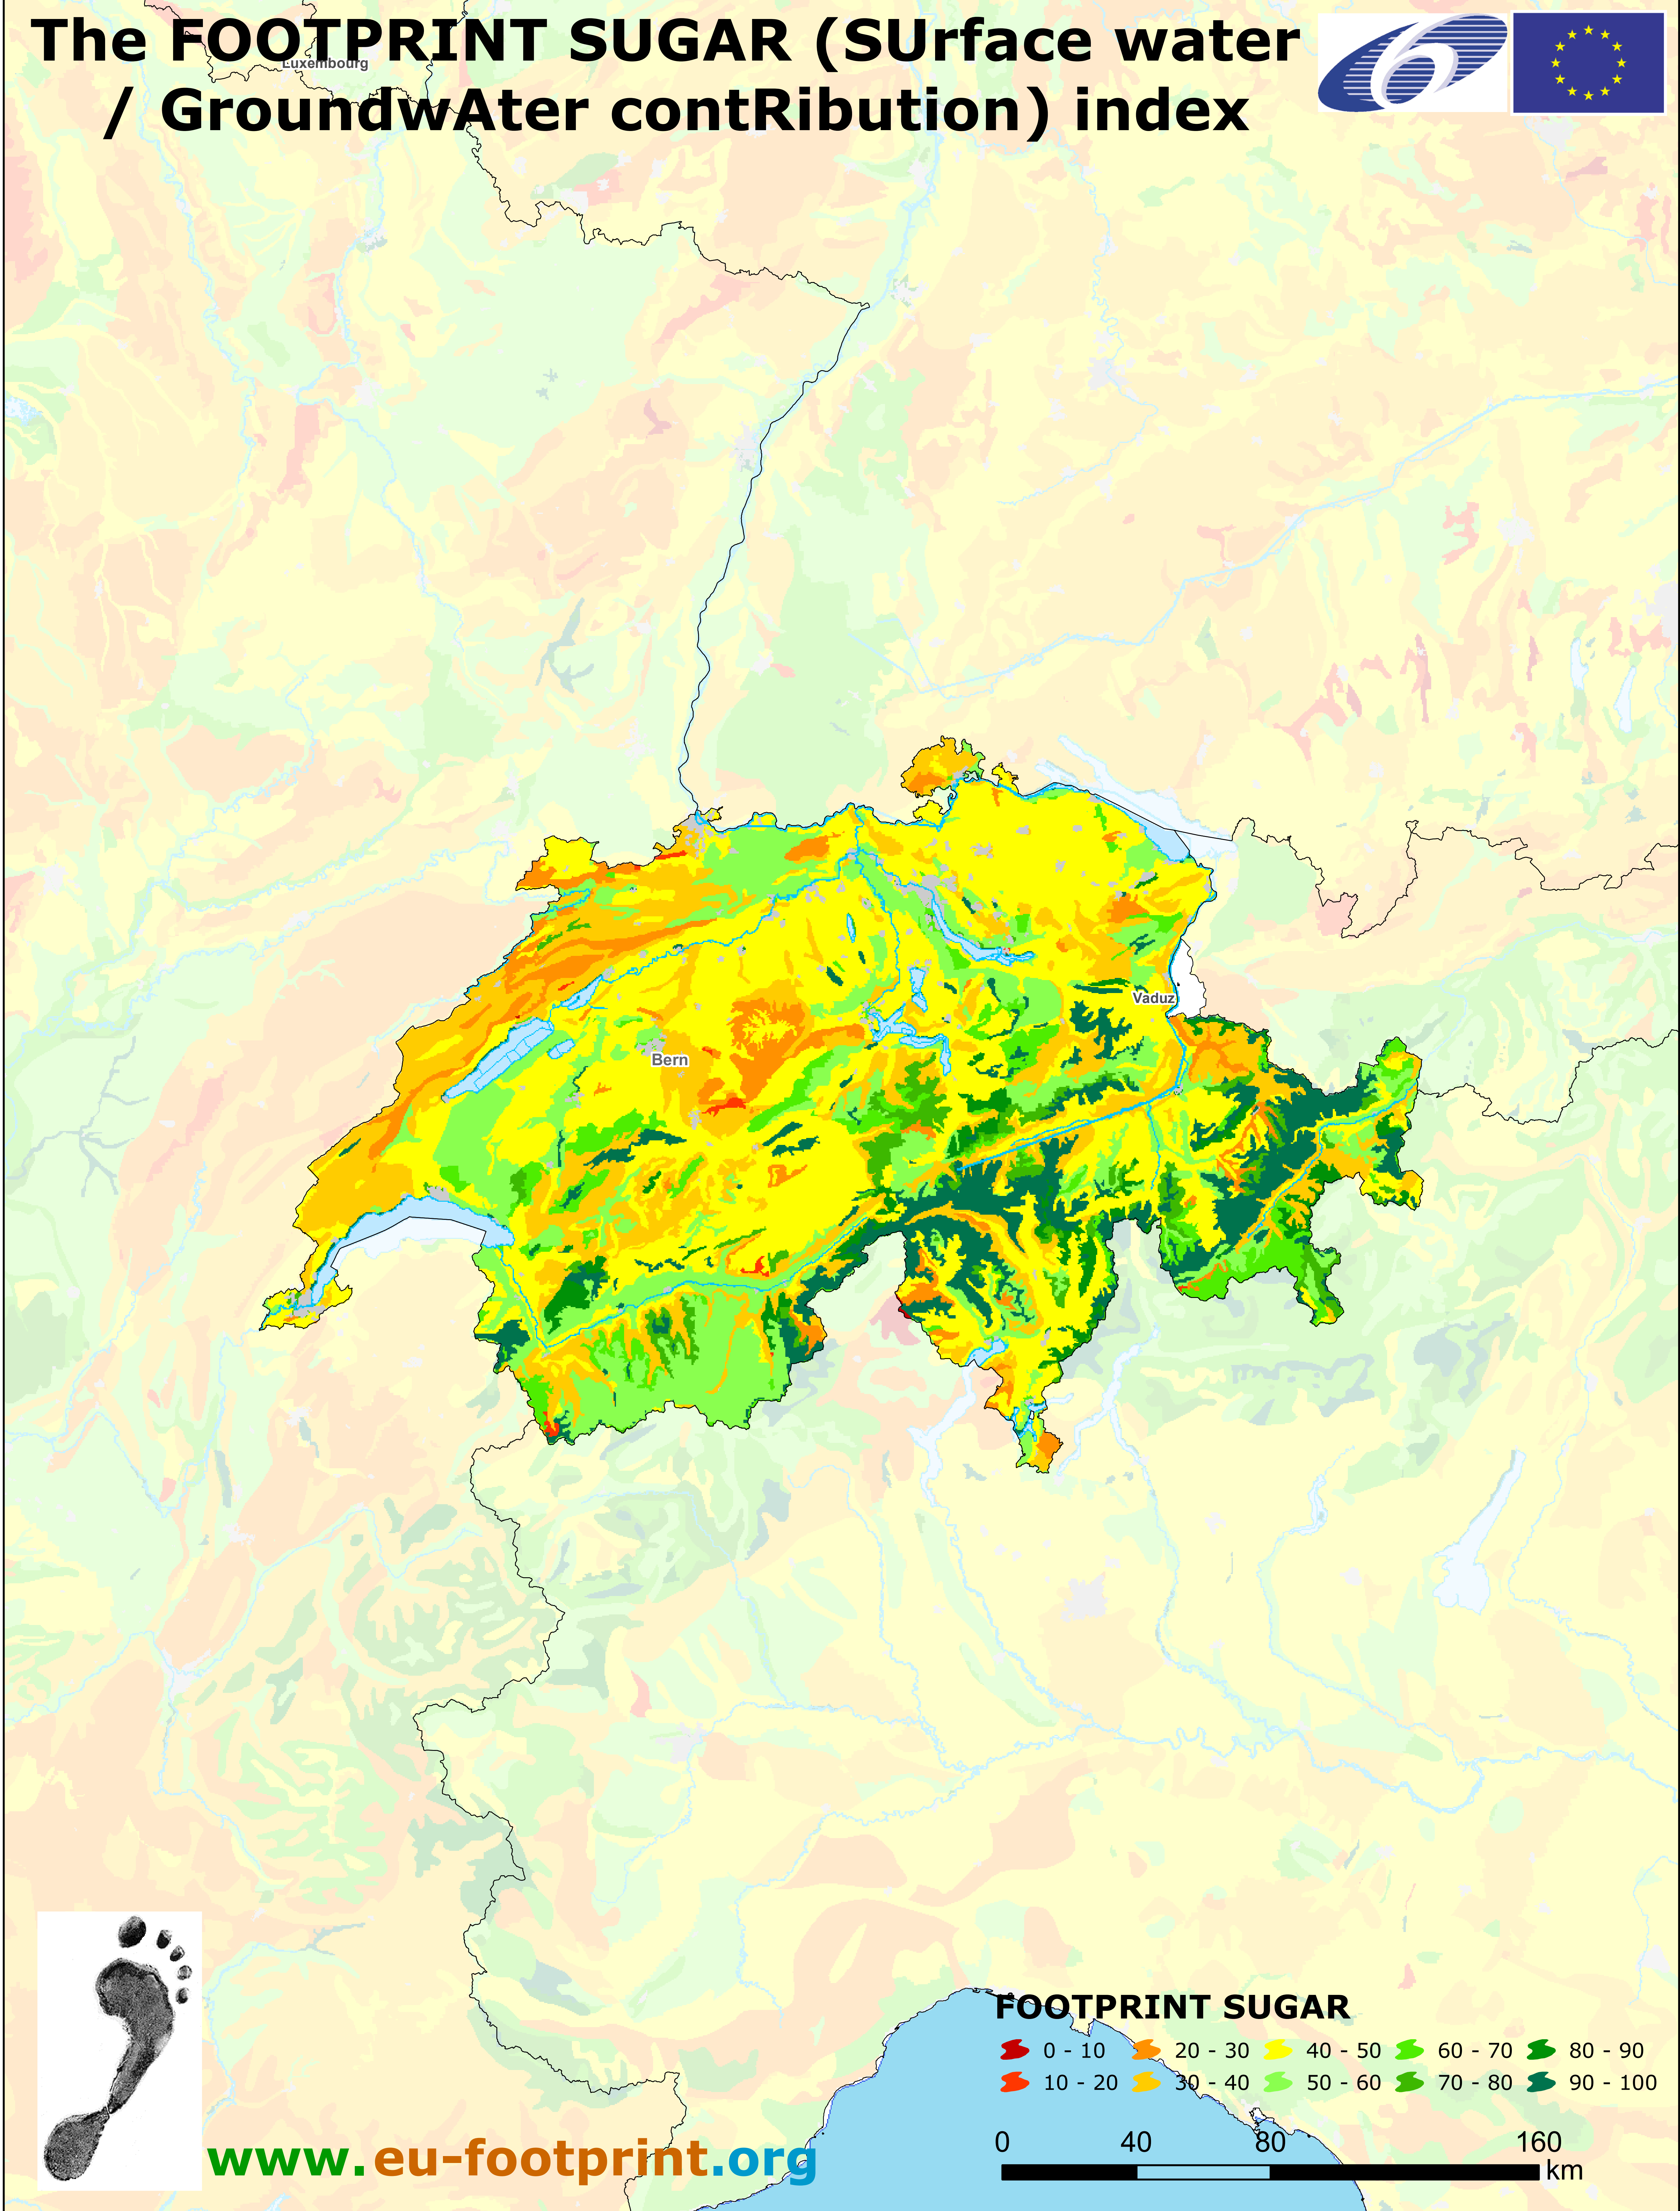 The FOOTPRINT SUGAR (SUrface water
/ GroundwAter contRibution) index
Luxembourg
Vaduz
Bern
FOOTPRINT SUGAR
0 - 10
20 - 30
40 - 50
60 - 70
80 - 90
10 - 20
30 - 40
50 - 60
70 - 80
90 - 100
0 40 80 160
km
www.eu-footprint.org